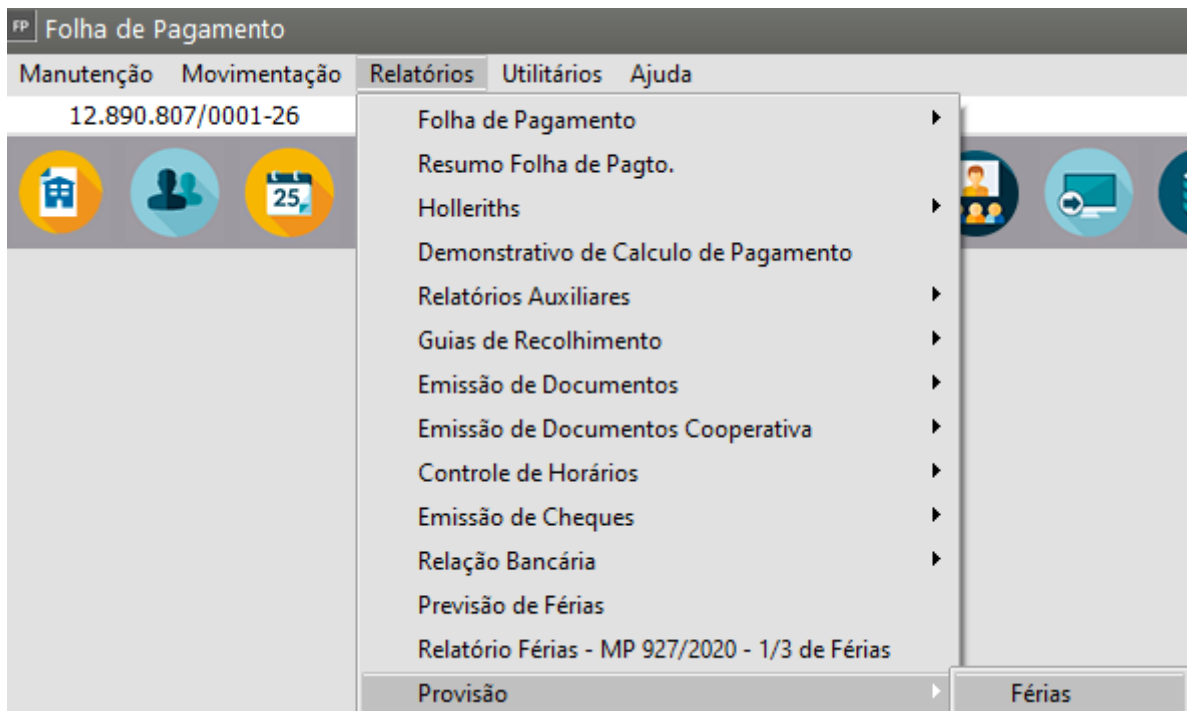 FP Folha de Pagamento
Manutenção Movimentação Relatórios Utilitários Ajuda
12.890.807/0001-26
25
Folha de Pagamento
Resumo Folha de Pagto.
Holleriths
Demonstrativo de Calculo de Pagamento
Relatórios Auxiliares
Guias de Recolhimento
Emissão de Documentos
Emissão de Documentos Cooperativa
Controle de Horários
Emissão de Cheques
Relação Bancária
Previsão de Férias
Relatório Férias - MP 927/2020 - 1/3 de Férias
Provisão Férias